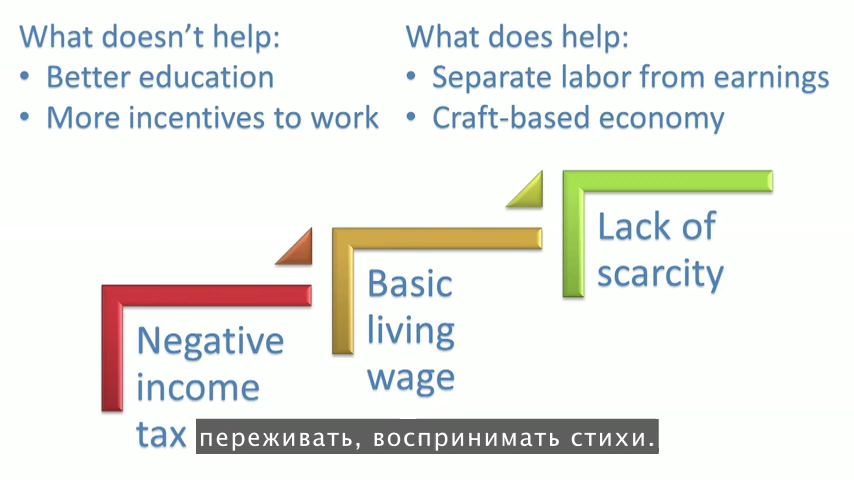 What doesn't help:
• Better education
• More incentives to work
What does help:
• Separate labor from earnings
• Craft-based economy
Negative
income
tax
Basic
living
wage
Lack of
scarcity
переживать, воспринимать стихи.